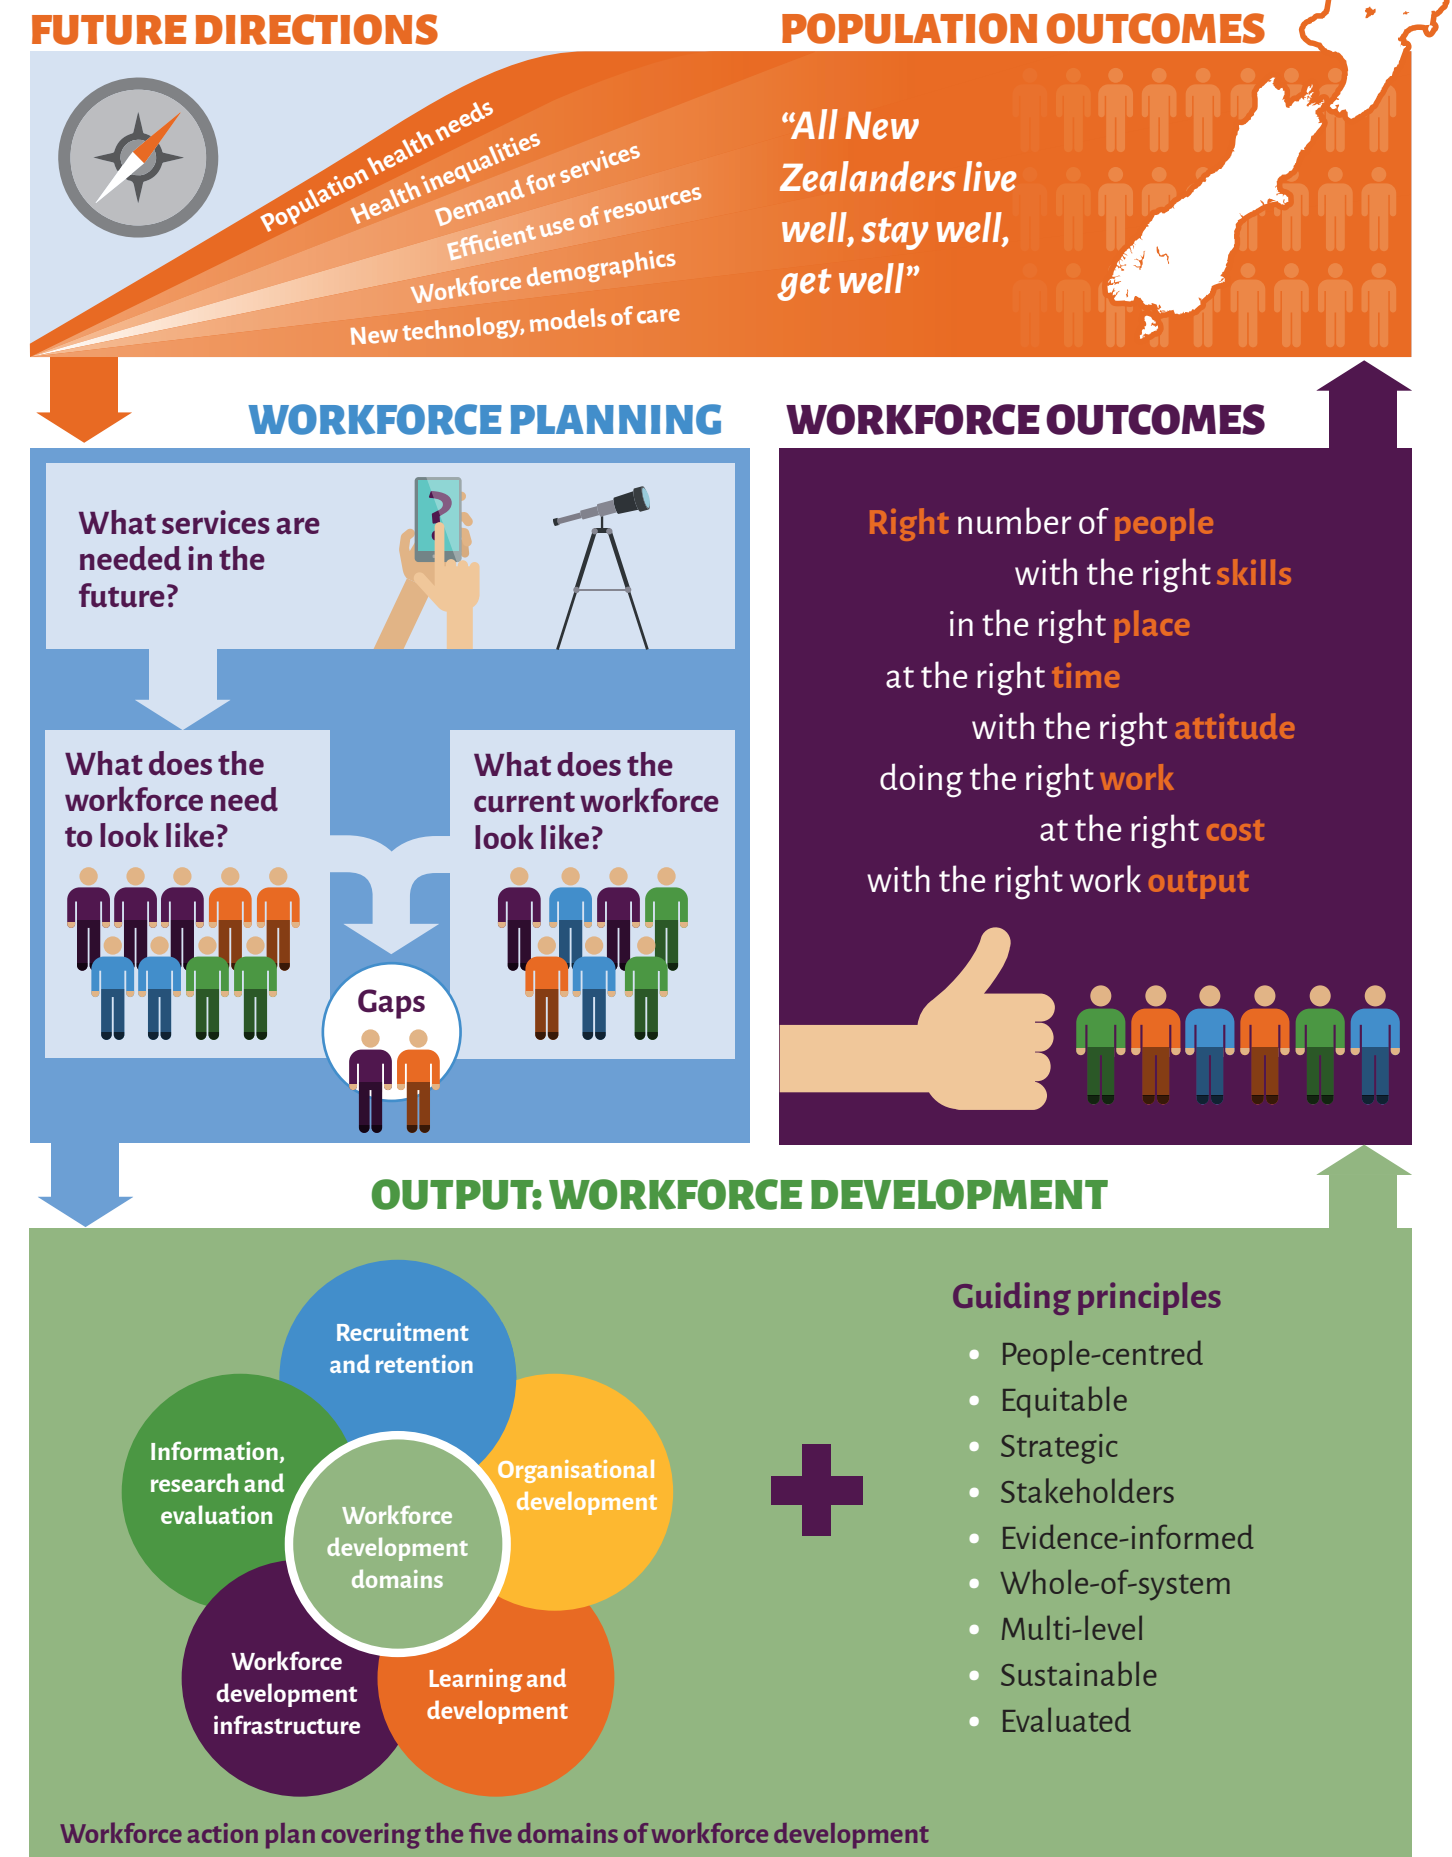 FUTURE DIRECTIONS
POPULATION OUTCOMES
Population health needs
Health inequalities
Demand for services
Efficient use of resources
Workforce demographics
New technology, models of care
“All New
Zealanders live
well, stay well,
get well”
WORKFORCE PLANNING
What services are
needed in the
future?
?
What does the
workforce need
to look like?
What does the
current workforce
look like?
Gaps
WORKFORCE OUTCOMES
Right number of people
with the right skills
in the right place
at the right time
with the right attitude
doing the right work
at the right cost
with the right work output
OUTPUT: WORKFORCE DEVELOPMENT
Recruitment
and retention
Information,
research and
evaluation
Organisational
development
Workforce
development
domains
Workforce
development
infrastructure
Learning and
development
Guiding principles
• People-centred
• Equitable
• Strategic
• Stakeholders
• Evidence-informed
• Whole-of-system
• Multi-level
• Sustainable
• Evaluated
Workforce action plan covering the five domains of workforce development